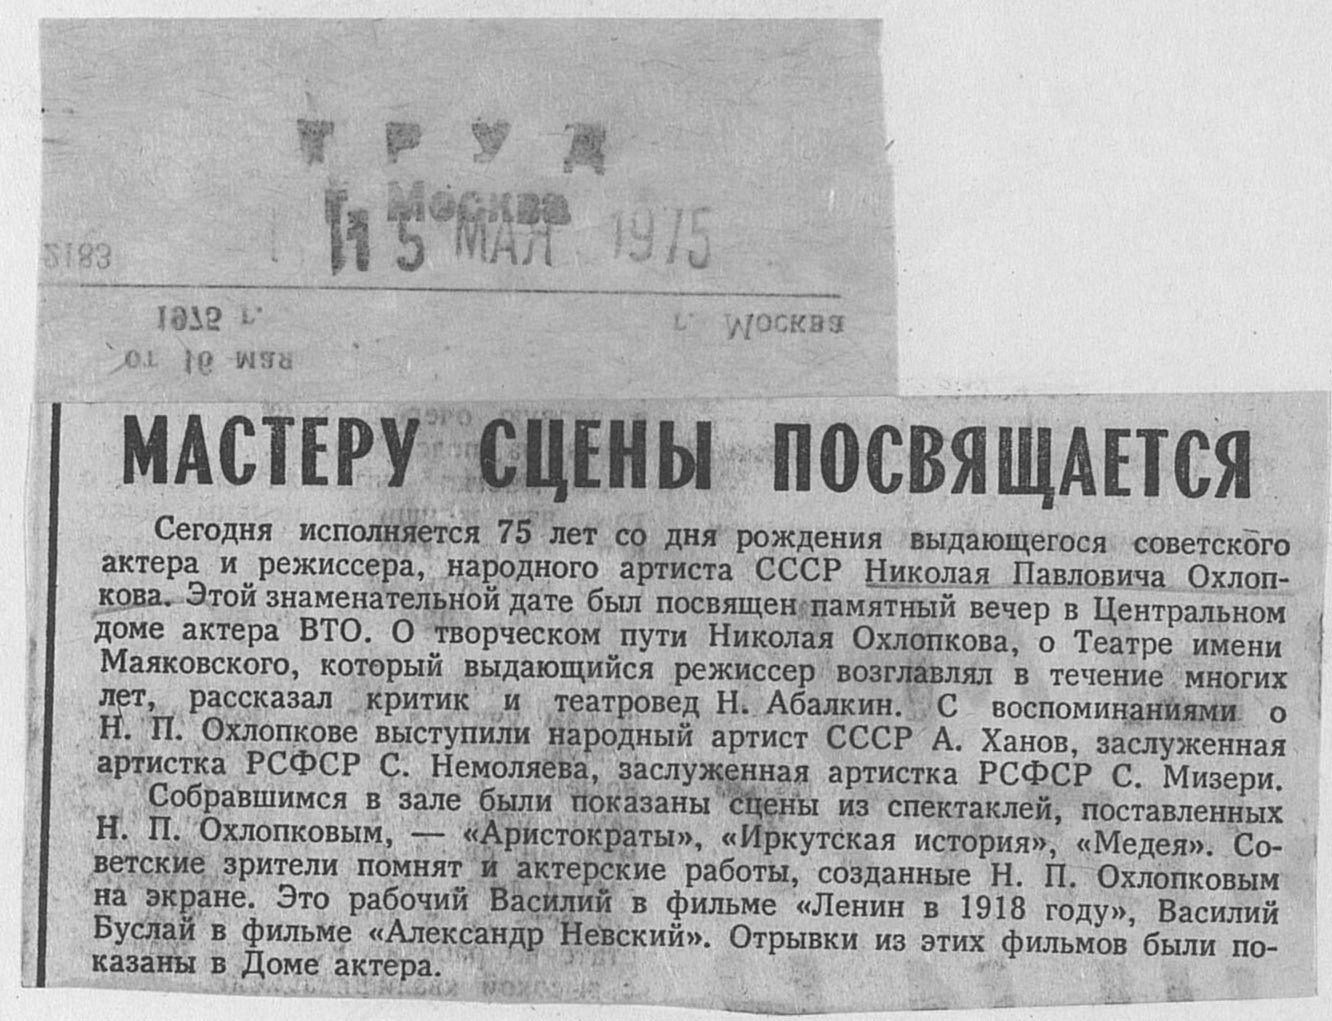 ТРУД
г. Москва
15 МАЯ 1975
2183
1975 г.
г. Москва
от 16 мая
МАСТЕРУ СЦЕНЫ ПОСВЯЩАЕТСЯ
Сегодня исполняется 75 лет со дня рождения выдающегося советского
актера и режиссера, народного артиста СССР Николая Павловича Охлоп-
кова. Этой знаменательной дате был посвящен памятный вечер в Центральном
доме актера ВТО. О творческом пути Николая Охлопкова, о Театре имени
Маяковского, который выдающийся режиссер возглавлял в течение многих
лет, рассказал критик и театровед Н. Абалкин. С воспоминаниями о
Н. П. Охлопкове выступили народный артист СССР А. Ханов, заслуженная
артистка РСФСР С. Немоляева, заслуженная артистка РСФСР С. Мизери.
Собравшимся в зале были показаны сцены из спектаклей, поставленных
Н. П. Охлопковым, — «Аристократы», «Иркутская история», «Медея». Со-
ветские зрители помнят и актерские работы, созданные Н. П. Охлопковым
на экране. Это рабочий Василий в фильме «Ленин в 1918 году», Василий
Буслай в фильме «Александр Невский». Отрывки из этих фильмов были по-
казаны в Доме актера.